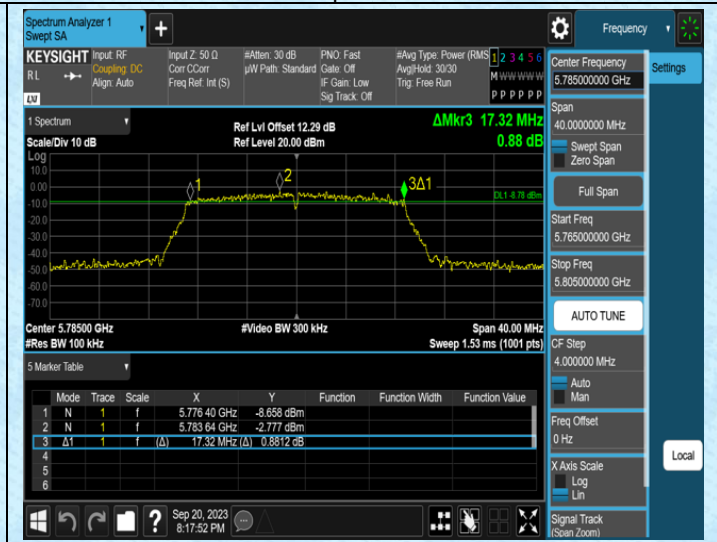 Spectrum Analyzer 1
Swept SA
Frequency
KEYSIGHT
RL
LXI
Input: RF
Coupling: DC
Align: Auto
Input Z: 50 Ω
Corr CCorr
Freq Ref: Int (S)
#Atten: 30 dB
µW Path: Standard
PNO: Fast
Gate: Off
IF Gain: Low
Sig Track: Off
#Avg Type: Power (RMS)
Avg|Hold: 30/30
Trig: Free Run
1 2 3 4 5 6
M W W W W W
P P P P P P
1 Spectrum
Scale/Div 10 dB
Ref Lvl Offset 12.29 dB
Ref Level 20.00 dBm
ΔMkr3 17.32 MHz
0.88 dB
Log
10.0
0.00
-10.0
-20.0
-30.0
-40.0
-50.0
-60.0
-70.0
1
2
3Δ1
DL1 -8.78 dBm
Center 5.78500 GHz
#Video BW 300 kHz
Span 40.00 MHz
#Res BW 100 kHz
Sweep 1.53 ms (1001 pts)
5 Marker Table
Mode Trace Scale X Y Function Function Width Function Value
1 N 1 f 5.776 40 GHz -8.658 dBm
2 N 1 f 5.783 64 GHz -2.777 dBm
3 Δ1 1 f (Δ) 17.32 MHz (Δ) 0.8812 dB
4
5
6
?
Sep 20, 2023
8:17:52 PM
Center Frequency
5.785000000 GHz
Span
40.0000000 MHz
Swept Span
Zero Span
Full Span
Start Freq
5.765000000 GHz
Stop Freq
5.805000000 GHz
AUTO TUNE
CF Step
4.000000 MHz
Auto
Man
Freq Offset
0 Hz
X Axis Scale
Log
Lin
Signal Track
(Span Zoom)
Settings
Local